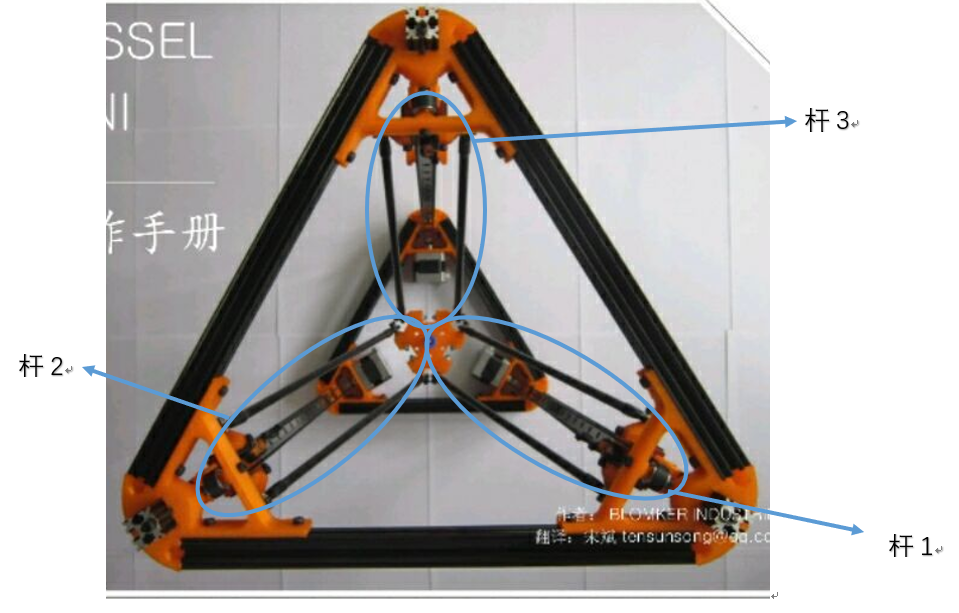 SSEL
NI
作手册
杆 3
杆 2
作者: BLOMKER INDUSTRI
翻译: 宋斌 tensunsong@qq.co
杆 1